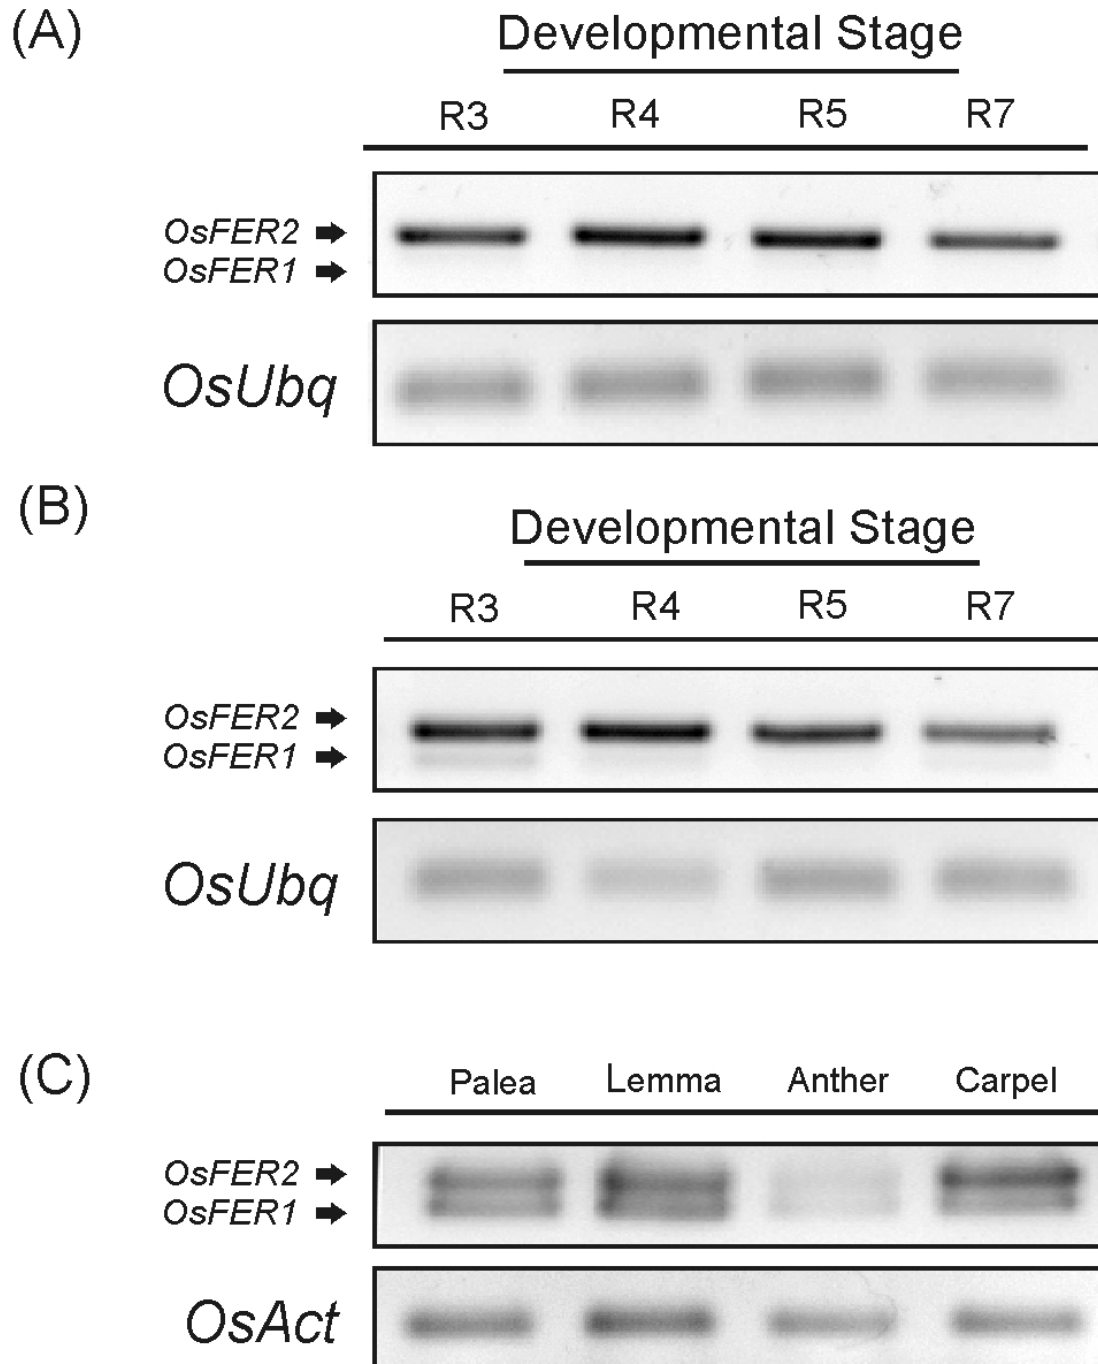 (A)
Developmental Stage
R3 R4 R5 R7
OsFER2
OsFER1
OsUbq
(B)
Developmental Stage
R3 R4 R5 R7
OsFER2
OsFER1
OsUbq
(C)
Palea Lemma Anther Carpel
OsFER2
OsFER1
OsAct